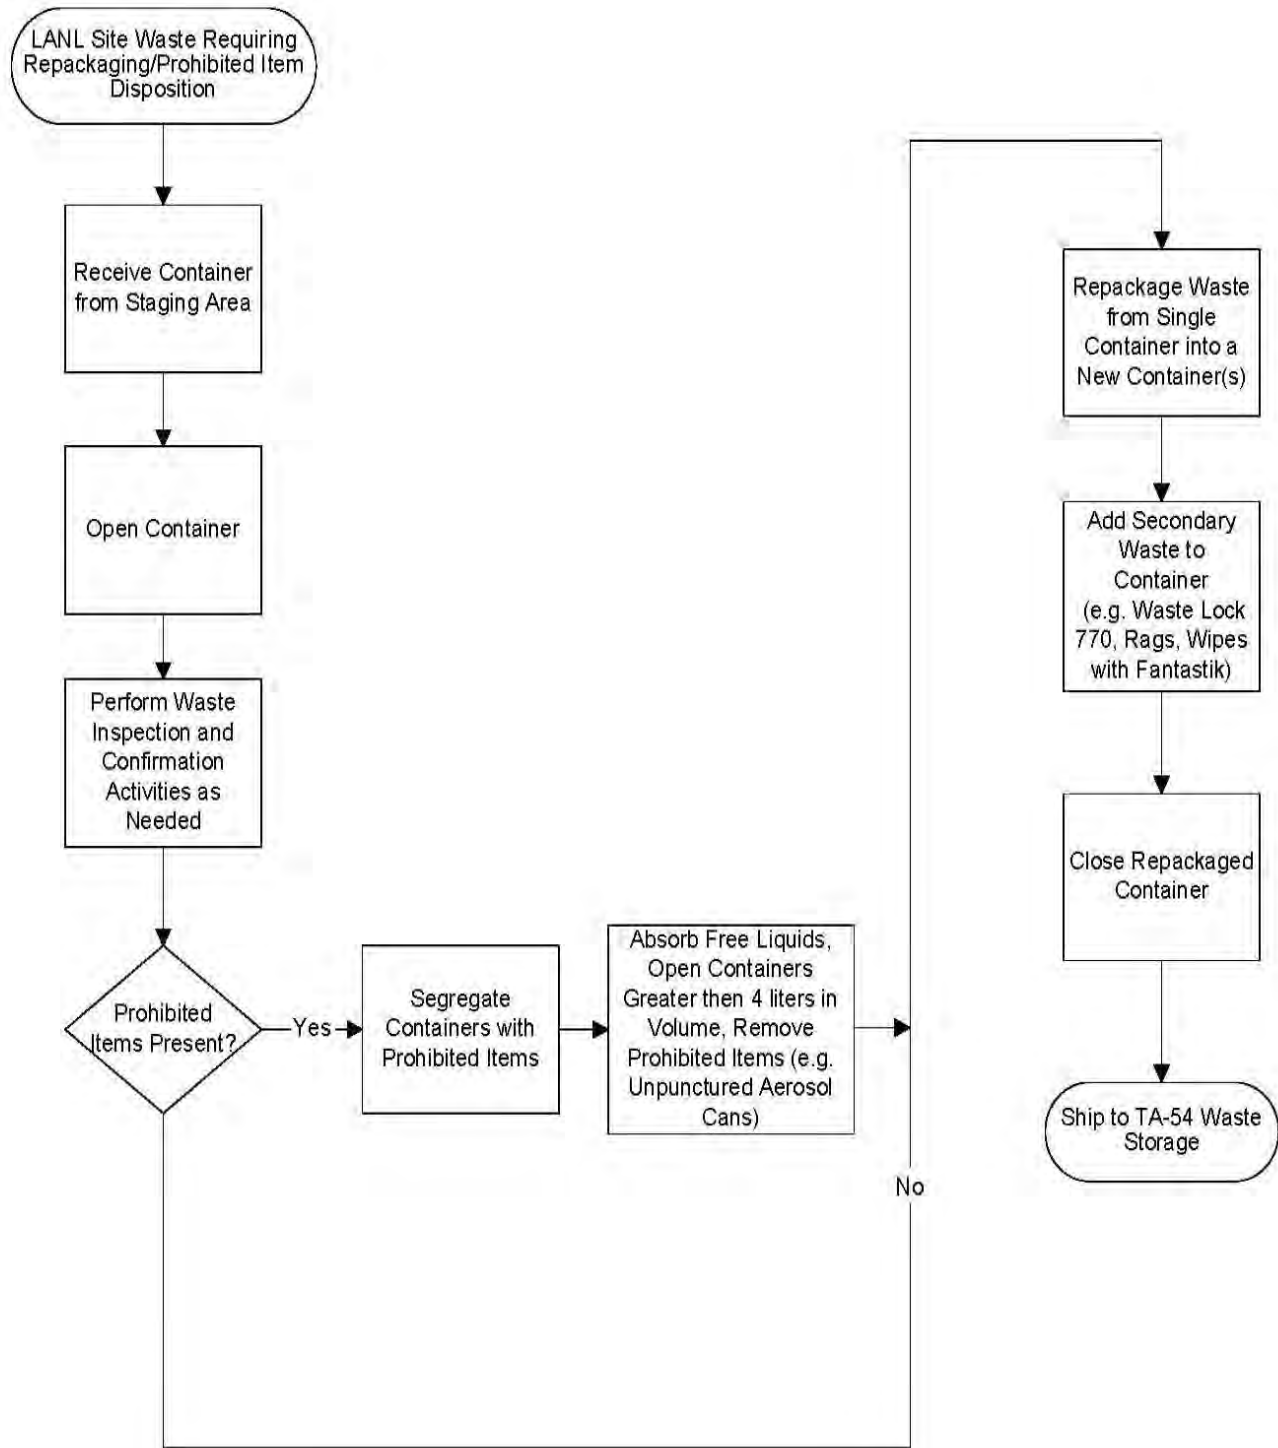 LANL Site Waste Requiring
Repackaging/Prohibited Item
Disposition
Receive Container
from Staging Area
Open Container
Perform Waste
Inspection and
Confirmation
Activities as
Needed
Prohibited
Items Present?
Yes
Segregate
Containers with
Prohibited Items
Absorb Free Liquids,
Open Containers
Greater then 4 liters in
Volume, Remove
Prohibited Items (e.g.
Unpunctured Aerosol
Cans)
No
Repackage Waste
from Single
Container into a
New Container(s)
Add Secondary
Waste to
Container
(e.g. Waste Lock
770, Rags, Wipes
with Fantastik)
Close Repackaged
Container
Ship to TA-54 Waste
Storage